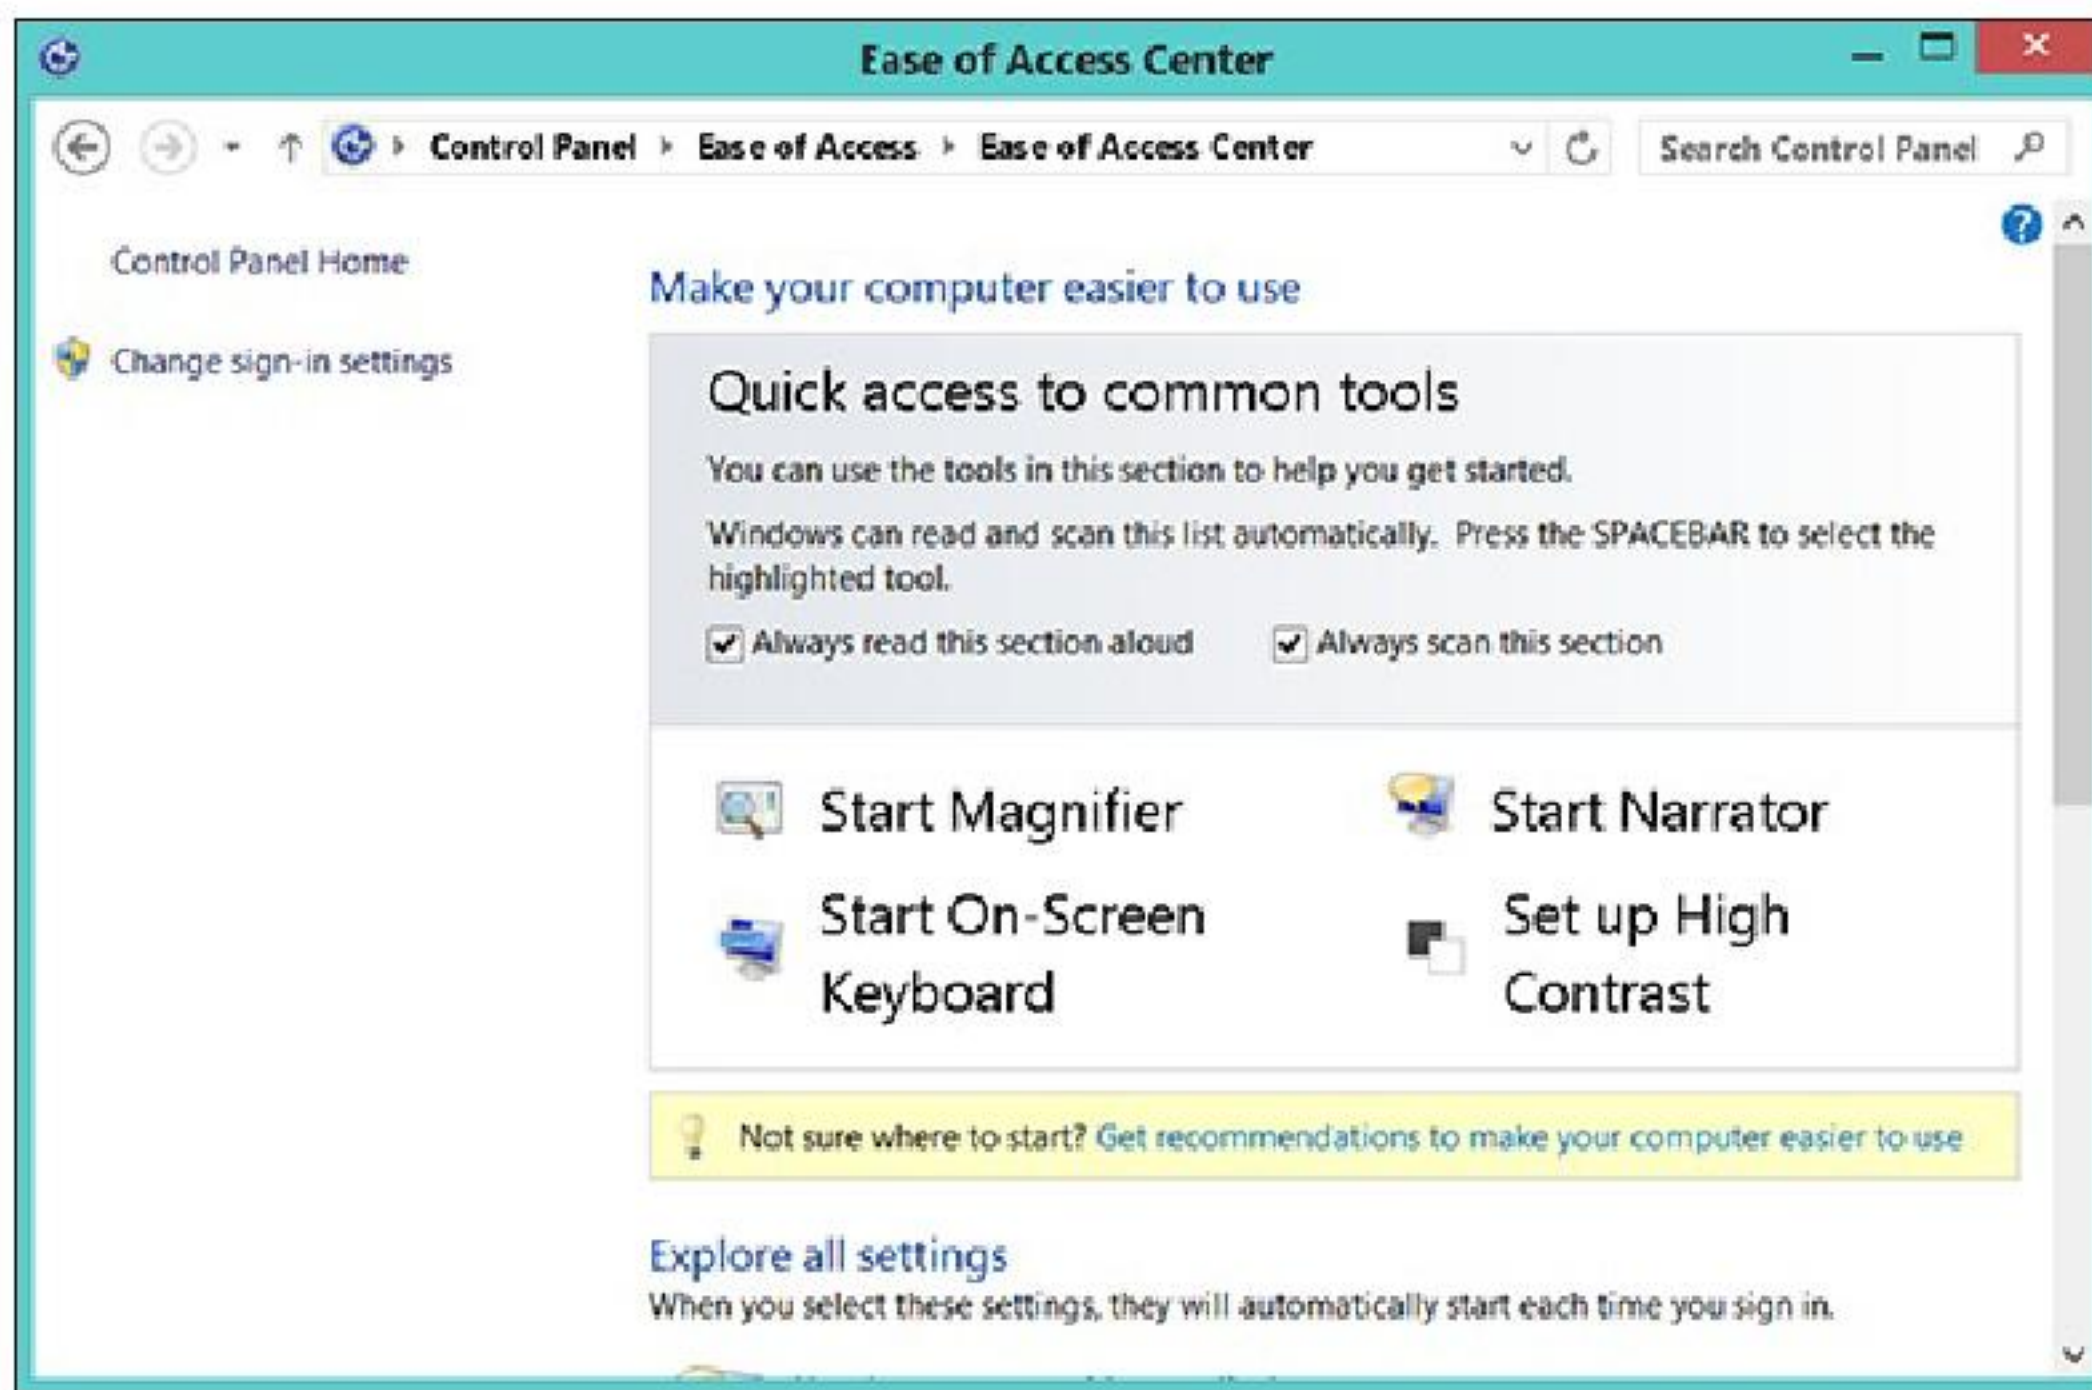 Ease of Access Center
Control Panel Ease of Access Ease of Access Center
Search Control Panel
Control Panel Home
Change sign-in settings
Make your computer easier to use
Quick access to common tools
You can use the tools in this section to help you get started.
Windows can read and scan this list automatically. Press the SPACEBAR to select the
highlighted tool.
Always read this section aloud Always scan this section
Start Magnifier
Start Narrator
Start On-Screen
Keyboard
Set up High
Contrast
Not sure where to start? Get recommendations to make your computer easier to use
Explore all settings
When you select these settings, they will automatically start each time you sign in.